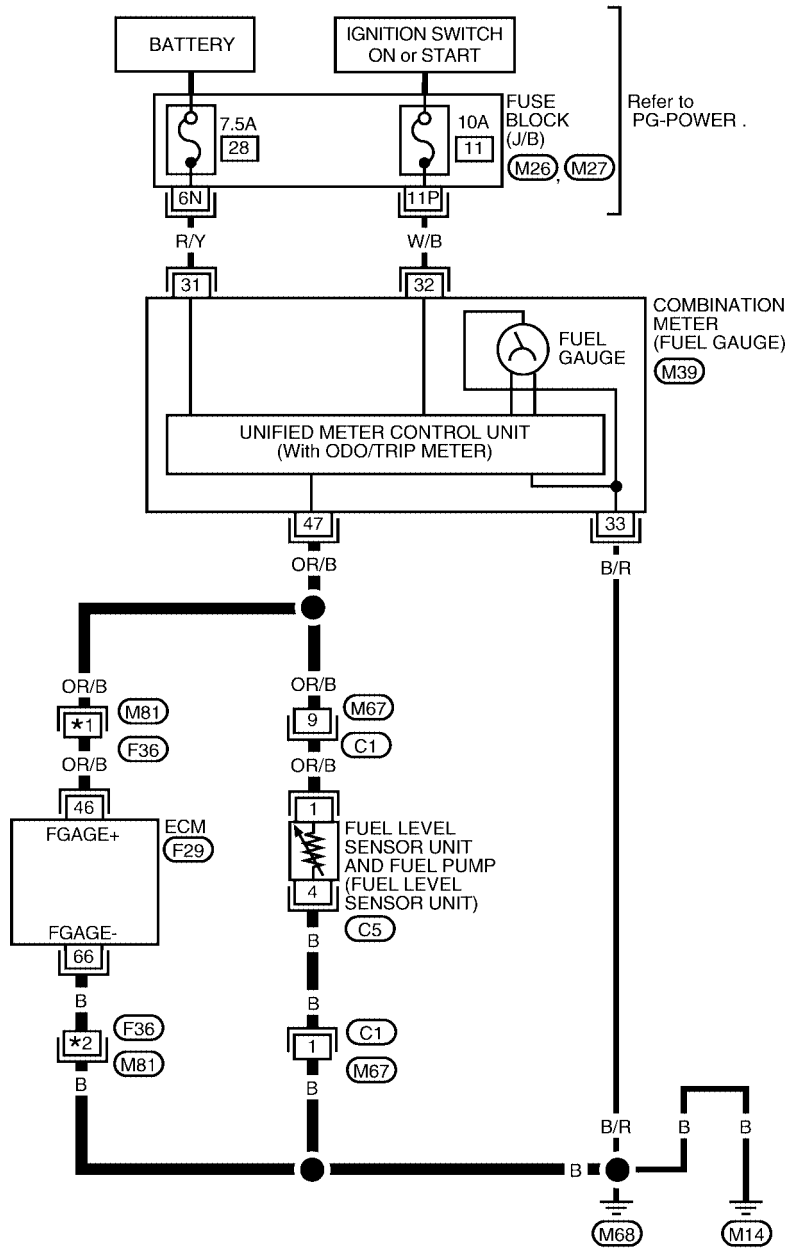 BATTERY
IGNITION SWITCH
ON or START
7.5A
28
10A
11
FUSE
BLOCK
(J/B)
M26 , M27
Refer to
PG-POWER .
6N
11P
R/Y
W/B
31
32
FUEL
GAUGE
COMBINATION
METER
(FUEL GAUGE)
M39
UNIFIED METER CONTROL UNIT
(With ODO/TRIP METER)
47
33
OR/B
B/R
OR/B
OR/B
*1
M81
F36
9
M67
C1
OR/B
OR/B
46
FGAGE+
ECM
F29
FGAGE-
66
1
4
FUEL LEVEL
SENSOR UNIT
AND FUEL PUMP
(FUEL LEVEL
SENSOR UNIT)
C5
B
B
B
*2
F36
M81
1
C1
M67
B
B
B/R
B
B
B
M68
M14